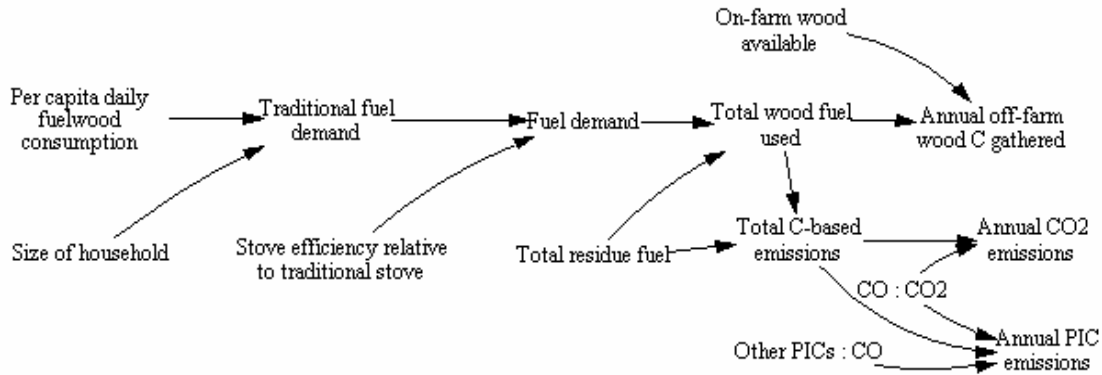 On-farm wood
available
Per capita daily
fuelwood
consumption
Traditional fuel
demand
Fuel demand
Total wood fuel
used
Annual off-farm
wood C gathered
Size of household
Stove efficiency relative
to traditional stove
Total residue fuel
Total C-based
emissions
Annual CO2
emissions
CO : CO2
Other PICs : CO
Annual PIC
emissions